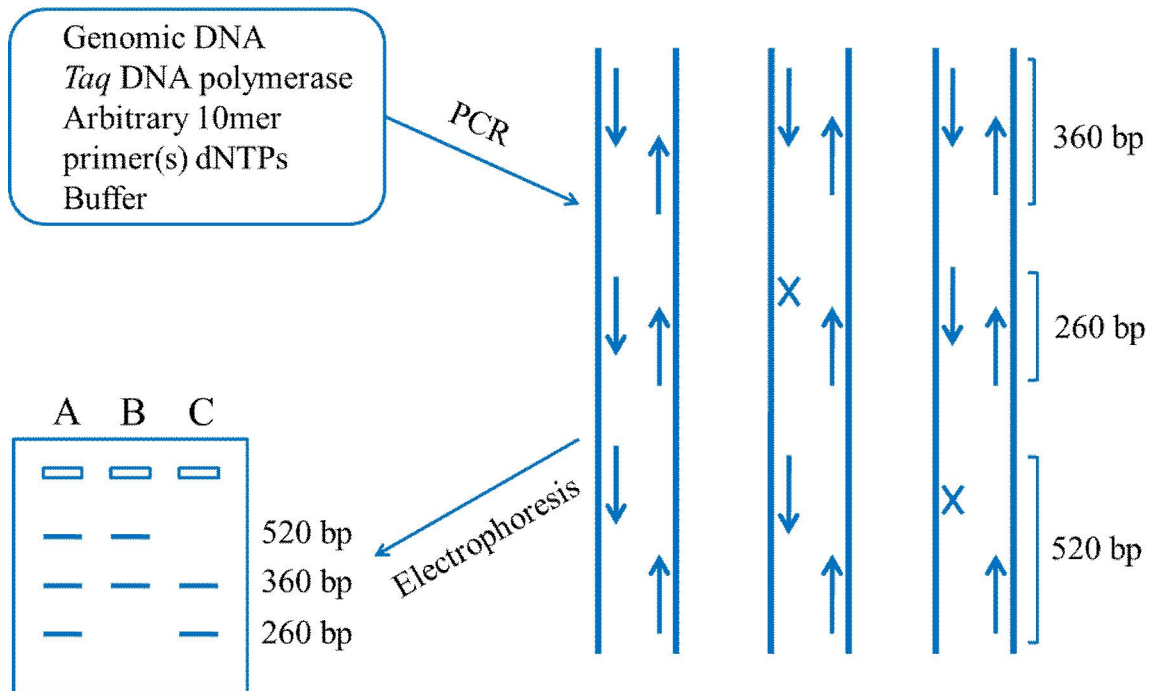 Genomic DNA
Taq DNA polymerase
Arbitrary 10mer
primer(s) dNTPs
Buffer
PCR
360 bp
X
260 bp
X
520 bp
Electrophoresis
A B C
520 bp
360 bp
260 bp